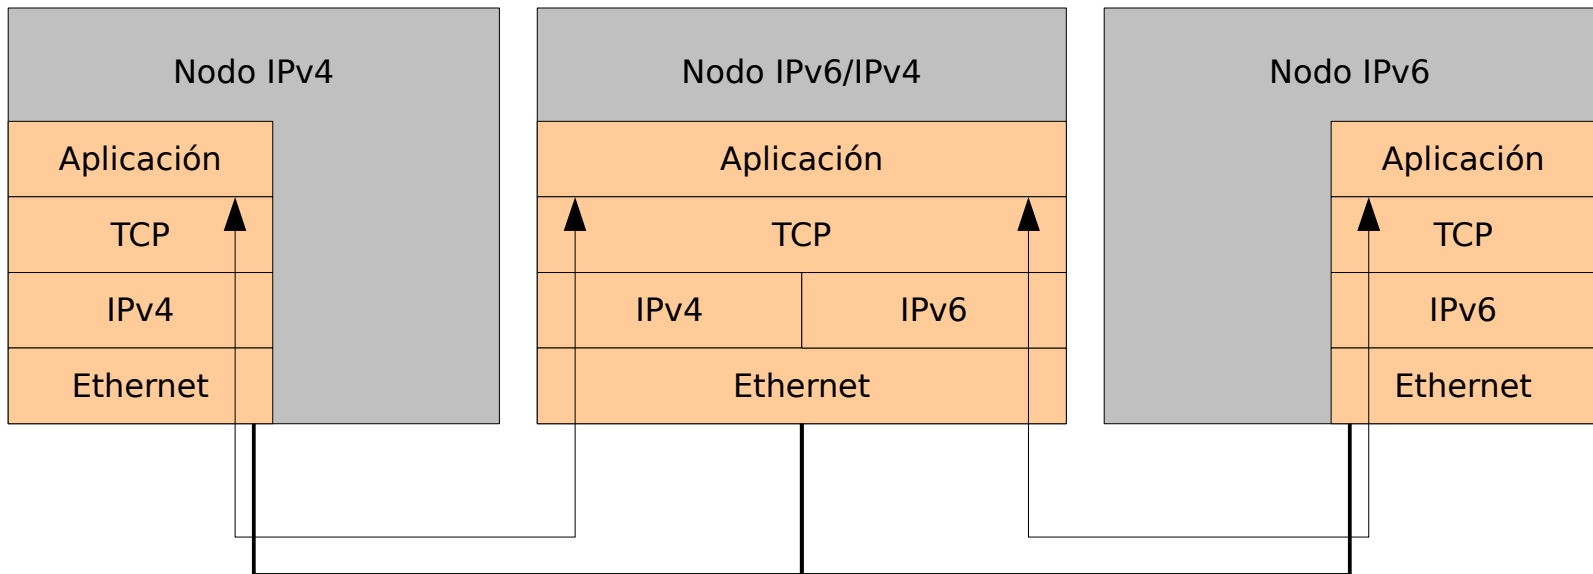 Nodo IPv4
Aplicación
TCP
IPv4
Ethernet
Nodo IPv6/IPv4
Aplicación
TCP
IPv4
IPv6
Ethernet
Nodo IPv6
Aplicación
TCP
IPv6
Ethernet